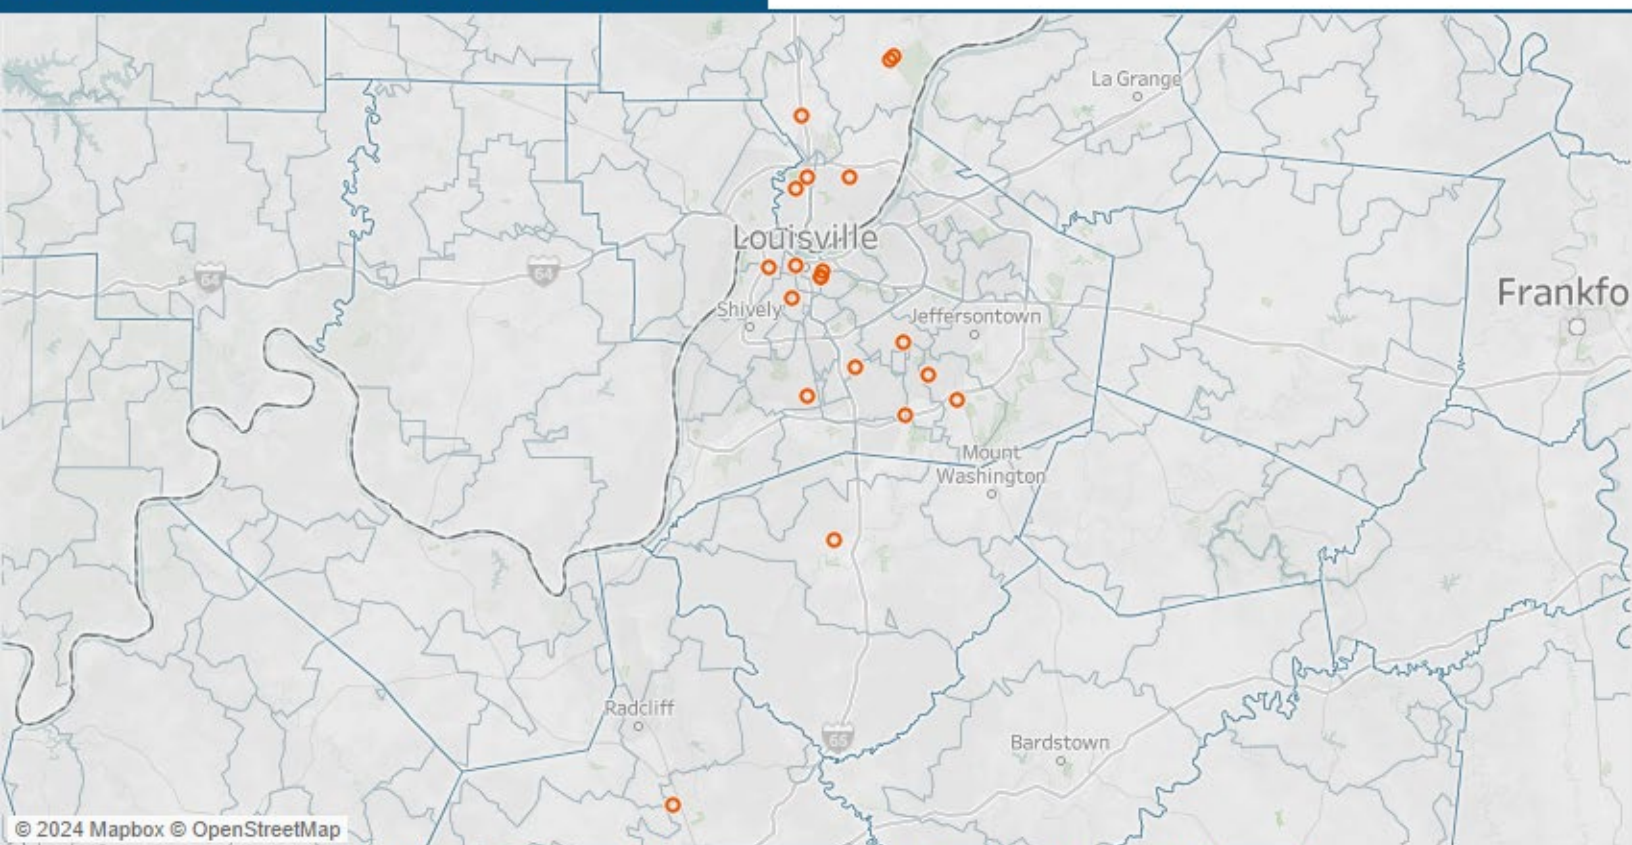 La Grange
Louisville
64
64
Frankfo
Shively
Jeffersontown
Mount
Washington
Radcliff
65
Bardstown
© 2024 Mapbox © OpenStreetMap